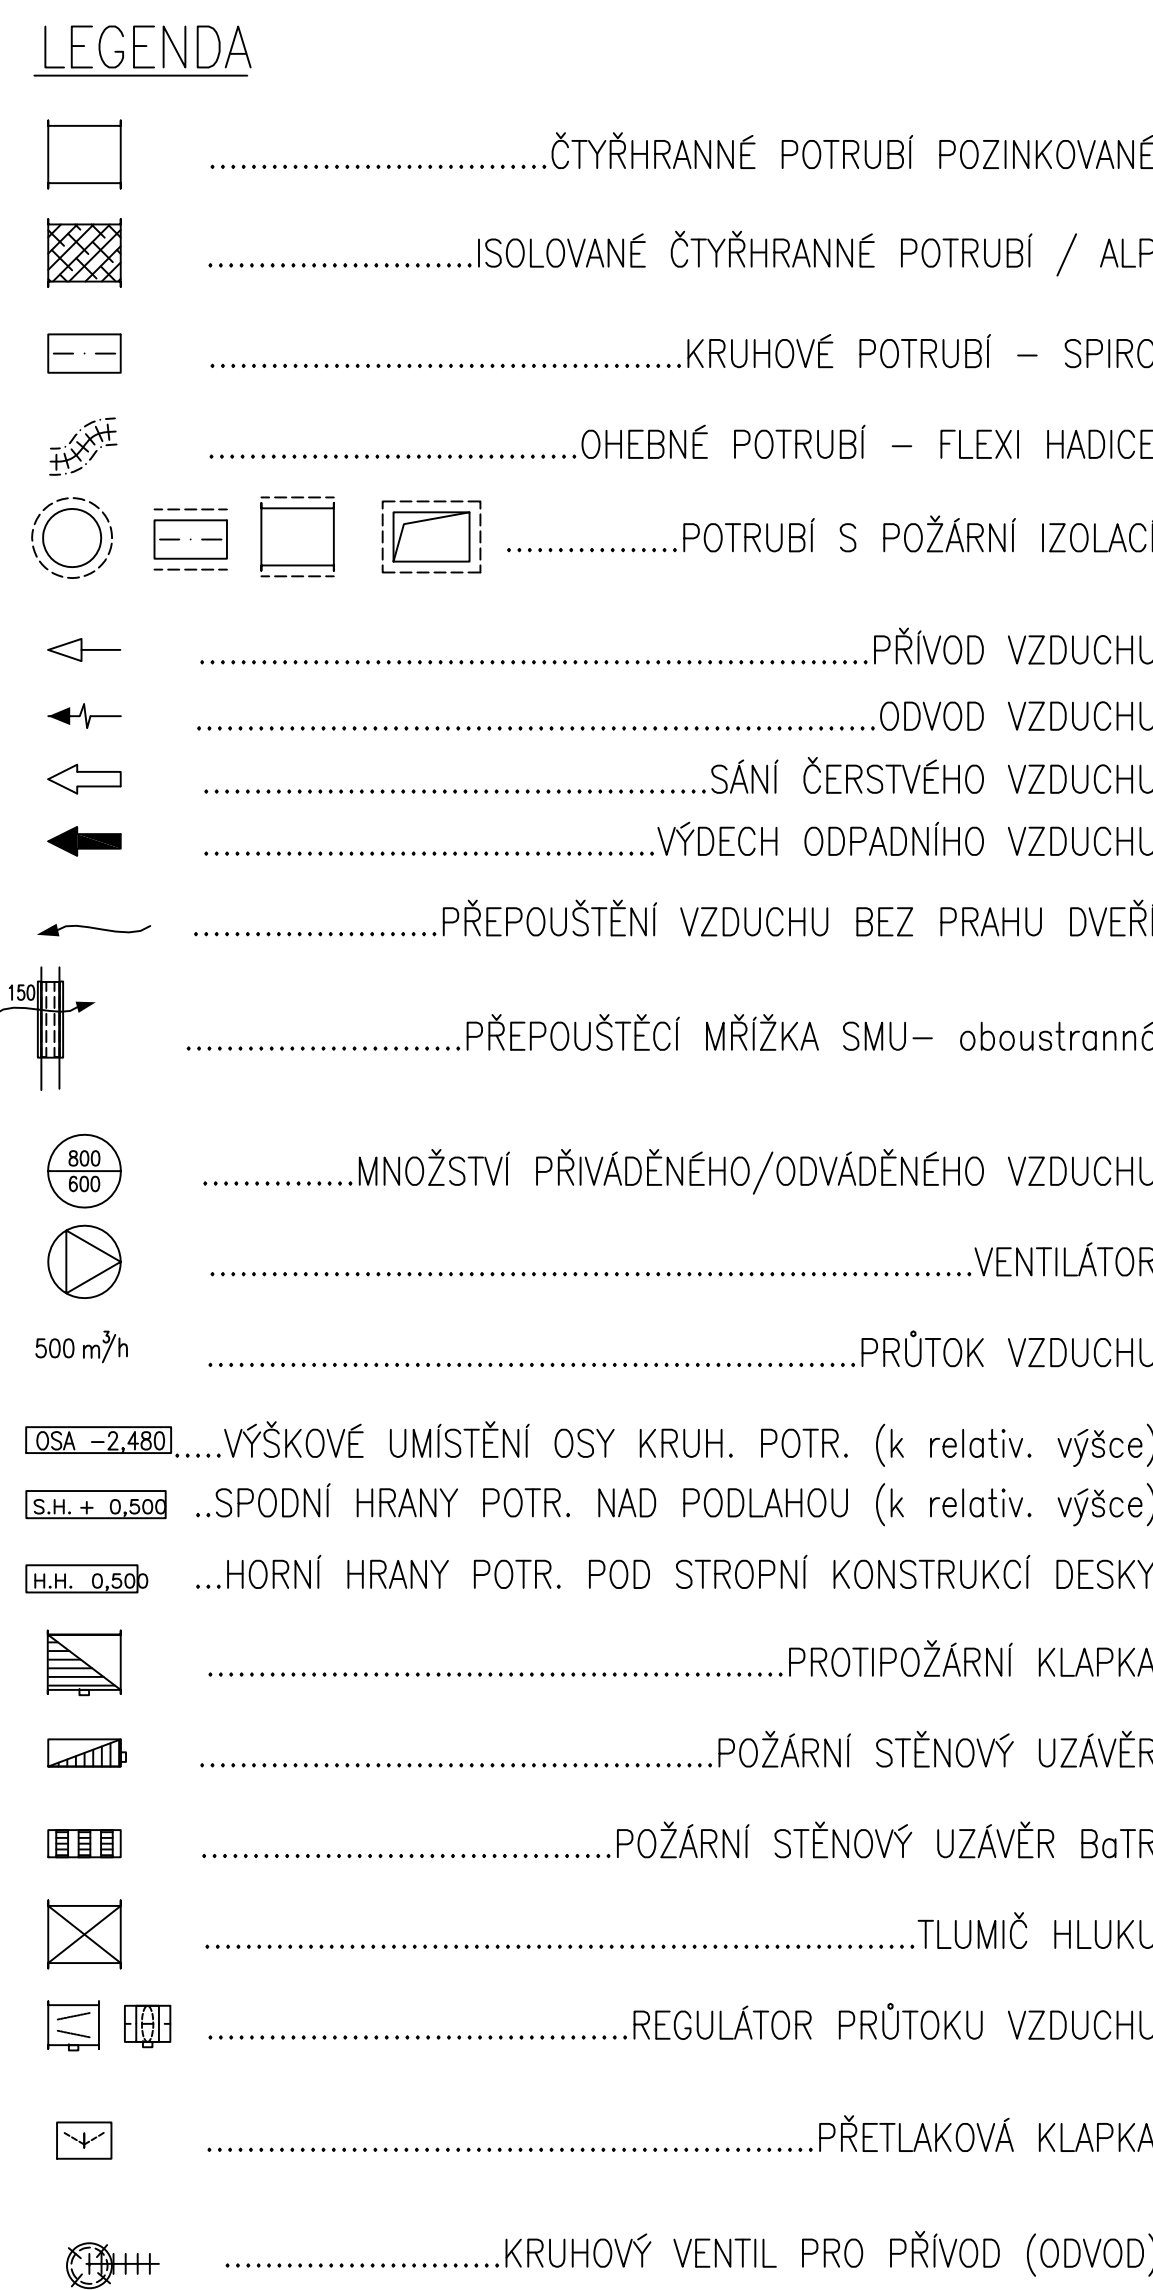 LEGENDA
................................ČTYŘHRANNÉ POTRUBÍ POZINKOVANÉ
.........................ISOLOVANÉ ČTYŘHRANNÉ POTRUBÍ / ALP
.............................................KRUHOVÉ POTRUBÍ – SPIRO
...................................OHEBNÉ POTRUBÍ – FLEXI HADICE
.................POTRUBÍ S POŽÁRNÍ IZOLACÍ
................................................................PŘÍVOD VZDUCHU
.................................................................ODVOD VZDUCHU
................................................SÁNÍ ČERSTVÉHO VZDUCHU
...........................................VÝDECH ODPADNÍHO VZDUCHU
.......................PŘEPOUŠTĚNÍ VZDUCHU BEZ PRAHU DVEŘÍ
150
..........................PŘEPOUŠTĚCÍ MŘÍŽKA SMU– oboustranná
800
600
...............MNOŽSTVÍ PŘIVÁDĚNÉHO/ODVÁDĚNÉHO VZDUCHU
.........................................................................VENTILÁTOR
500 m³/h ..............................................................PRŮTOK VZDUCHU
OSA –2,480 .....VÝŠKOVÉ UMÍSTĚNÍ OSY KRUH. POTR. (k relativ. výšce)
S.H. + 0,500 ..SPODNÍ HRANY POTR. NAD PODLAHOU (k relativ. výšce)
H.H. 0,500 ...HORNÍ HRANY POTR. POD STROPNÍ KONSTRUKCÍ DESKY
.......................................................PROTIPOŽÁRNÍ KLAPKA
.................................................POŽÁRNÍ STĚNOVÝ UZÁVĚR
.......................................POŽÁRNÍ STĚNOVÝ UZÁVĚR BaTR
....................................................................TLUMIČ HLUKU
........................................REGULÁTOR PRŮTOKU VZDUCHU
..........................................................PŘETLAKOVÁ KLAPKA
..........................KRUHOVÝ VENTIL PRO PŘÍVOD (ODVOD)